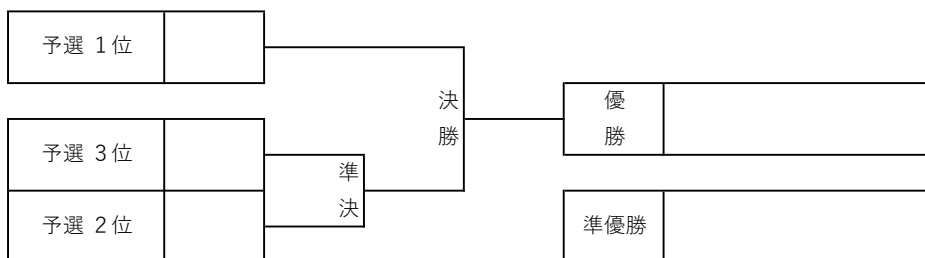 予選 1位
決勝
優勝
予選 3位
準決
予選 2位
準優勝